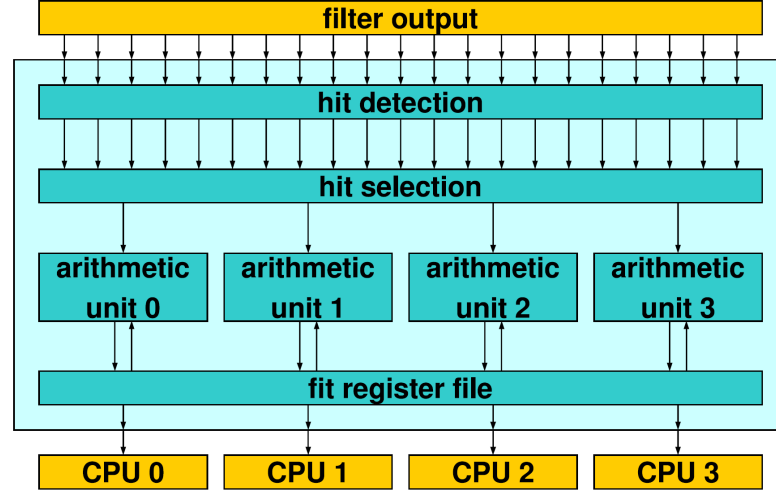 filter output
hit detection
hit selection
arithmetic
unit 0
arithmetic
unit 1
arithmetic
unit 2
arithmetic
unit 3
fit register file
CPU 0
CPU 1
CPU 2
CPU 3